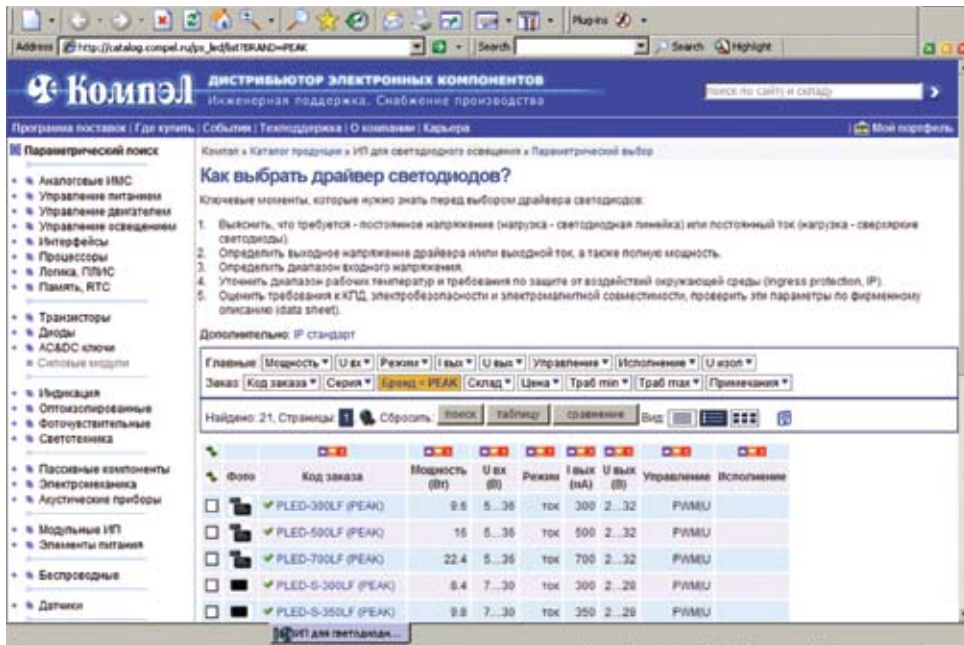 Plug-ins
Address http://catalog.compel.ru/ps_led/list?BRAND=PEAK Search Search Highlight
Компэл
ДИСТРИБЬЮТОР ЭЛЕКТРОННЫХ КОМПОНЕНТОВ
Инженерная поддержка. Снабжение производства
поиск по сайту и складу
Программа поставок | Где купить | События | Техподдержка | О компании | Карьера | Мой портфель
Параметрический поиск
Аналоговые ИМС
Управление питанием
Управление двигателем
Управление освещением
Интерфейсы
Процессоры
Логика, ПЛИС
Память, RTC
Транзисторы
Диоды
AC&DC ключи
Силовые модули
Индикация
Оптоизолированные
Фоточувствительные
Светотехника
Пассивные компоненты
Электромеханика
Акустические приборы
Модульные ИП
Элементы питания
Беспроводные
Датчики
Компэл » Каталог продукции » ИП для светодиодного освещения » Параметрический выбор
Как выбрать драйвер светодиодов?
Ключевые моменты, которые нужно знать перед выбором драйвера светодиодов:
1. Выяснить, что требуется - постоянное напряжение (нагрузка - светодиодная линейка) или постоянный ток (нагрузка - сверхяркие
светодиоды).
2. Определить выходное напряжение драйвера и/или выходной ток, а также полную мощность.
3. Определить диапазон входного напряжения.
4. Уточнить диапазон рабочих температур и требования по защите от воздействий окружающей среды (ingress protection, IP).
5. Оценить требования к КПД, электробезопасности и электромагнитной совместимости, проверить эти параметры по фирменному
описанию (data sheet).
Дополнительно: IP стандарт
Главные: Мощность U вх Режим I вых U вых Управление Исполнение U изол
Заказ: Код заказа Серия Бренд = PEAK Склад Цена Траб min Траб max Примечания
Найдено: 21, Страницы: 1 Сбросить: поиск таблицу сравнение Вид:
Фото Код заказа Мощность (Вт) U вх (В) Режим I вых (мА) U вых (В) Управление Исполнение
PLED-300LF (PEAK) 9.6 5...36 ток 300 2...32 PWM|U
PLED-500LF (PEAK) 16 5...36 ток 500 2...32 PWM|U
PLED-700LF (PEAK) 22.4 5...36 ток 700 2...32 PWM|U
PLED-S-300LF (PEAK) 8.4 7...30 ток 300 2...28 PWM|U
PLED-S-350LF (PEAK) 9.8 7...30 ток 350 2...28 PWM|U
ИП для светодиодн...